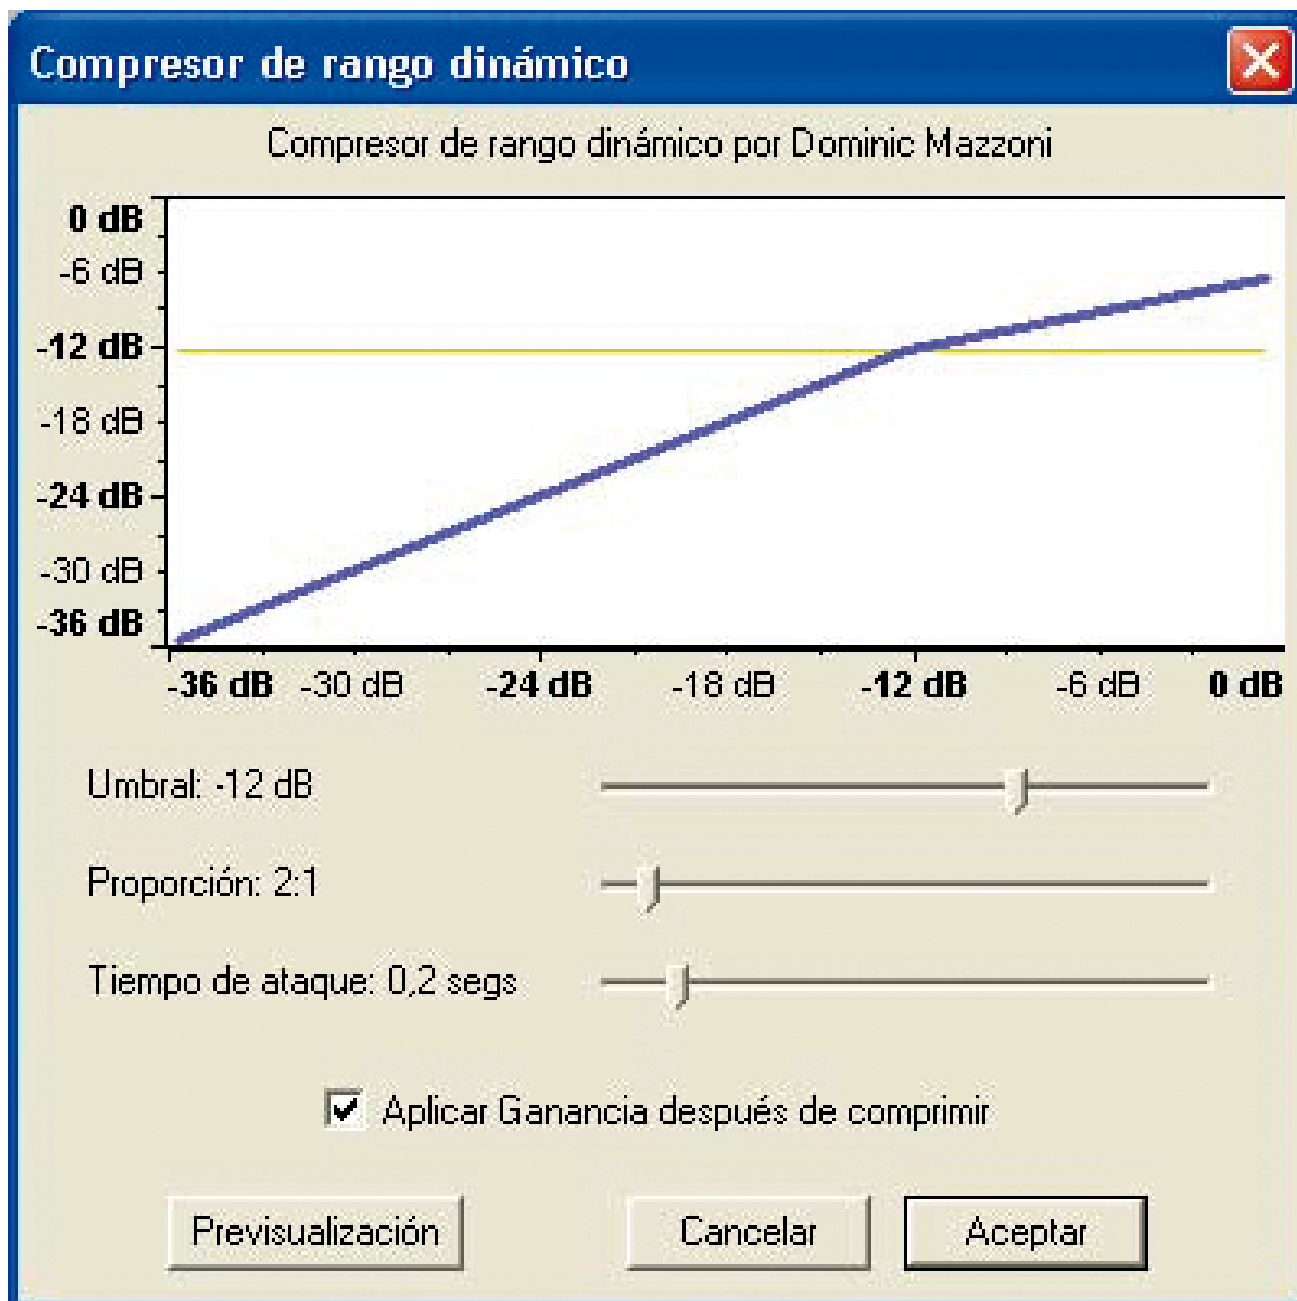 Compresor de rango dinámico
Compresor de rango dinámico por Dominic Mazzoni
0 dB
-6 dB
-12 dB
-18 dB
-24 dB
-30 dB
-36 dB
-36 dB -30 dB -24 dB -18 dB -12 dB -6 dB 0 dB
Umbral: -12 dB
Proporción: 2:1
Tiempo de ataque: 0,2 segs
Aplicar Ganancia después de comprimir
Previsualización Cancelar Aceptar